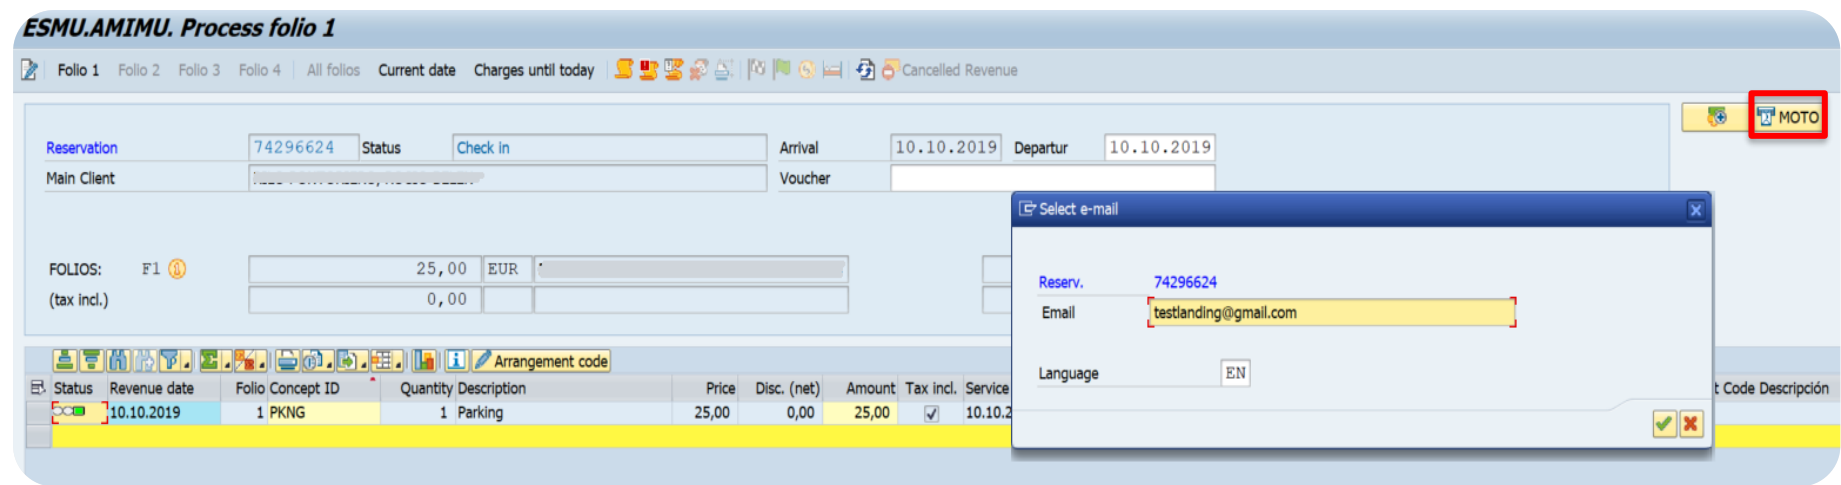 ESMU.AMIMU. Process folio 1
Folio 1 Folio 2 Folio 3 Folio 4 All folios Current date Charges until today Cancelled Revenue
MOTO
Reservation 74296624 Status Check in Arrival 10.10.2019 Departur 10.10.2019
Main Client Voucher
Select e-mail
FOLIOS: F1 25,00 EUR
(tax incl.) 0,00
Reserv. 74296624
Email testlanding@gmail.com
Language EN
Arrangement code
Status Revenue date Folio Concept ID Quantity Description Price Disc. (net) Amount Tax incl. Service t Code Descripción
10.10.2019 1 PKNG 1 Parking 25,00 0,00 25,00 10.10.2